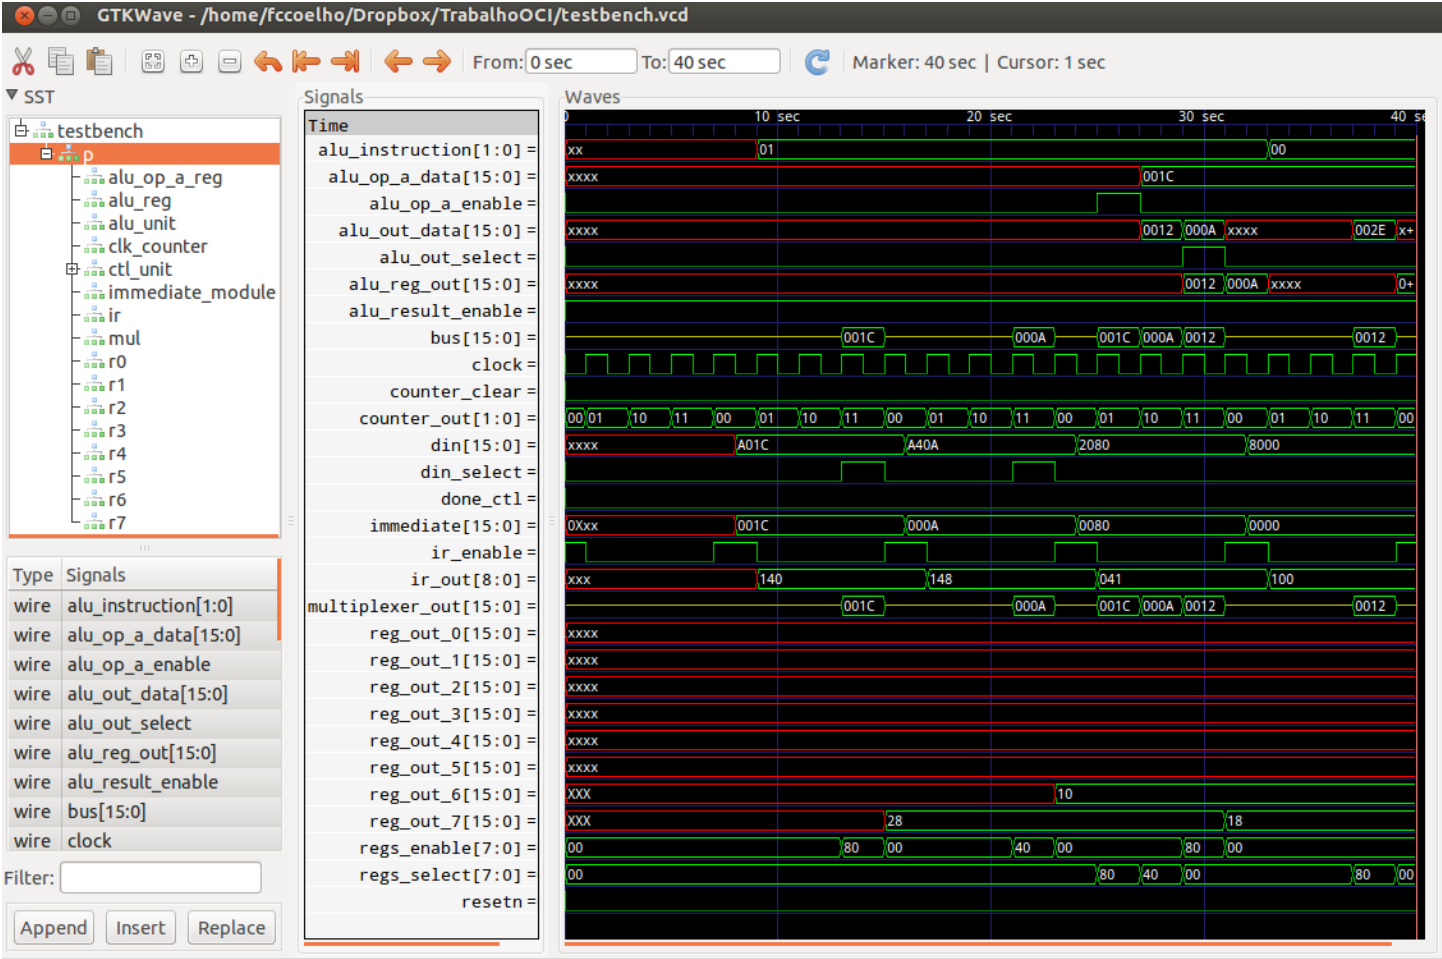 GTKWave - /home/fccoelho/Dropbox/TrabalhoOCI/testbench.vcd
From: 0 sec To: 40 sec Marker: 40 sec | Cursor: 1 sec
SST
testbench
p
alu_op_a_reg
alu_reg
alu_unit
clk_counter
ctl_unit
immediate_module
ir
mul
r0
r1
r2
r3
r4
r5
r6
r7
Type Signals
wire alu_instruction[1:0]
wire alu_op_a_data[15:0]
wire alu_op_a_enable
wire alu_out_data[15:0]
wire alu_out_select
wire alu_reg_out[15:0]
wire alu_result_enable
wire bus[15:0]
wire clock
Filter:
Append Insert Replace
Signals
Time
alu_instruction[1:0] =
alu_op_a_data[15:0] =
alu_op_a_enable =
alu_out_data[15:0] =
alu_out_select =
alu_reg_out[15:0] =
alu_result_enable =
bus[15:0] =
clock =
counter_clear =
counter_out[1:0] =
din[15:0] =
din_select =
done_ctl =
immediate[15:0] =
ir_enable =
ir_out[8:0] =
multiplexer_out[15:0] =
reg_out_0[15:0] =
reg_out_1[15:0] =
reg_out_2[15:0] =
reg_out_3[15:0] =
reg_out_4[15:0] =
reg_out_5[15:0] =
reg_out_6[15:0] =
reg_out_7[15:0] =
regs_enable[7:0] =
regs_select[7:0] =
resetn =
Waves
0 10 sec 20 sec 30 sec 40 se
xx 01 00
xxxx 001C
xxxx 0012 000A xxxx 002E x+
xxxx 0012 000A xxxx 0+
001C 000A 001C 000A 0012 0012
00 01 10 11 00 01 10 11 00 01 10 11 00 01 10 11 00 01 10 11 00
xxxx A01C A40A 2080 8000
0Xxx 001C 000A 0080 0000
xxx 140 148 041 100
001C 000A 001C 000A 0012 0012
xxxx
xxxx
xxxx
xxxx
xxxx
xxxx
XXX 10
XXX 28 18
00 80 00 40 00 80 00
00 80 40 00 80 00